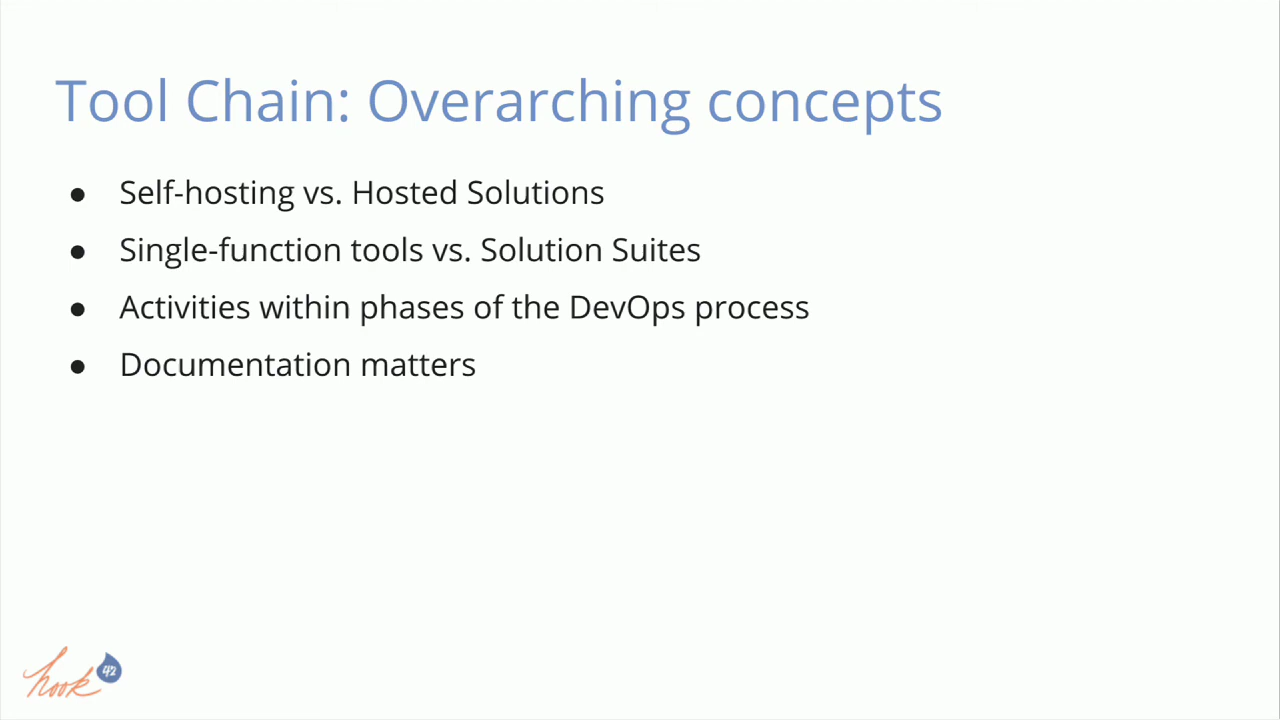 Tool Chain: Overarching concepts
● Self-hosting vs. Hosted Solutions
● Single-function tools vs. Solution Suites
● Activities within phases of the DevOps process
● Documentation matters
hook 42